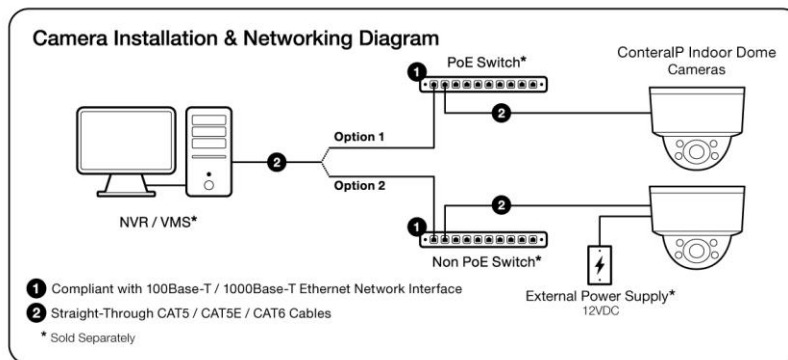 Camera Installation & Networking Diagram
PoE Switch*
ConteraIP Indoor Dome
Cameras
1
2
Option 1
2
Option 2
2
1
NVR / VMS*
Non PoE Switch*
External Power Supply*
12VDC
1 Compliant with 100Base-T / 1000Base-T Ethernet Network Interface
2 Straight-Through CAT5 / CAT5E / CAT6 Cables
* Sold Separately